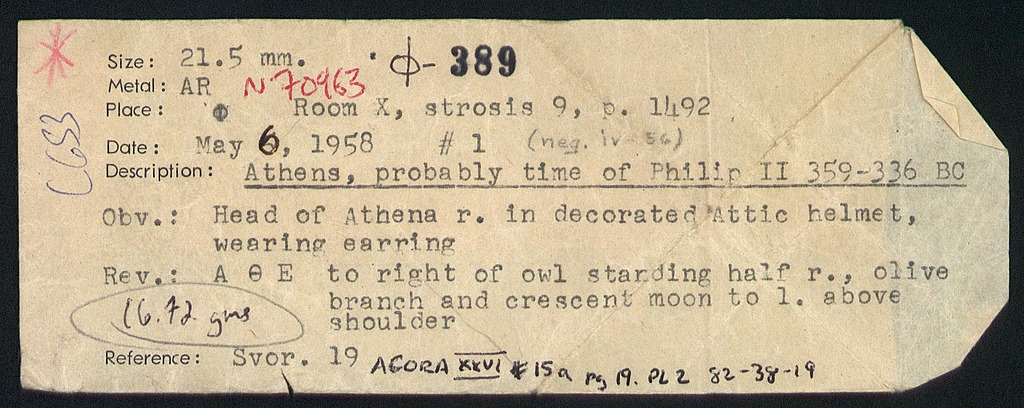 Size: 21.5 mm. Φ- 389
Metal: AR N 70963
Place: Φ Room X, strosis 9, p. 1492
Date: May 6, 1958 #1 (neg. iv-56)
Description: Athens, probably time of Philip II 359-336 BC
Obv.: Head of Athena r. in decorated Attic helmet,
wearing earring
Rev.: A Θ E to right of owl standing half r., olive
branch and crescent moon to l. above
shoulder
16.72 gms
Reference: Svor. 19 AGORA XXVI #15a pg 19. PL 2 82-38-19
C653